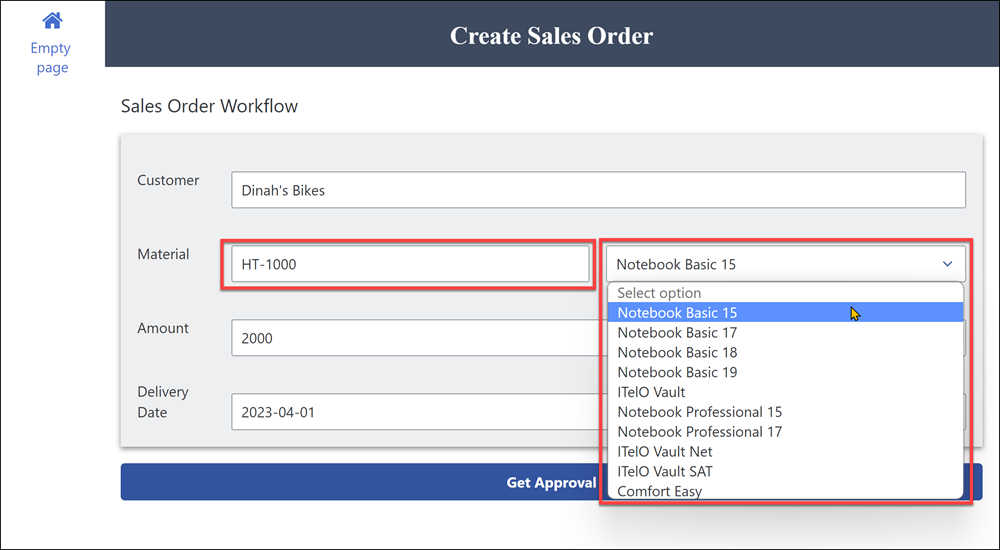 Empty
page
Create Sales Order
Sales Order Workflow
Customer
Dinah's Bikes
Material
HT-1000
Notebook Basic 15
Select option
Notebook Basic 15
Notebook Basic 17
Notebook Basic 18
Notebook Basic 19
ITelO Vault
Notebook Professional 15
Notebook Professional 17
ITelO Vault Net
ITelO Vault SAT
Comfort Easy
Amount
2000
Delivery
Date
2023-04-01
Get Approval